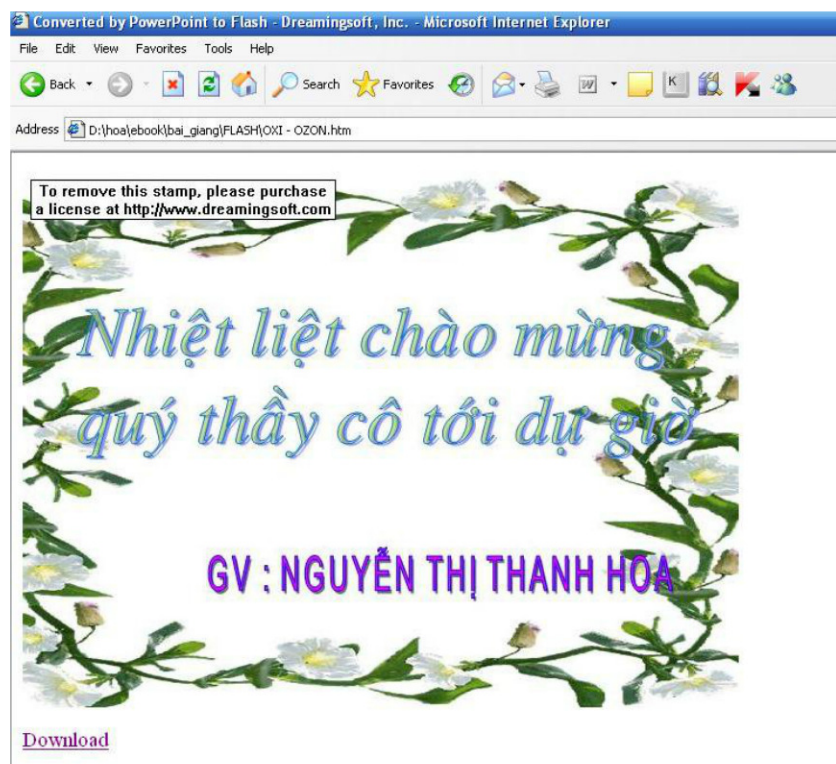 Converted by PowerPoint to Flash - Dreamingsoft, Inc. - Microsoft Internet Explorer
File Edit View Favorites Tools Help
Back Search Favorites W K
Address D:\hoa\ebook\bai_giang\FLASH\OXI - OZON.htm
To remove this stamp, please purchase
a license at http://www.dreamingsoft.com
Nhiệt liệt chào mừng
quý thầy cô tới dự giờ
GV : NGUYỄN THỊ THANH HOA
Download